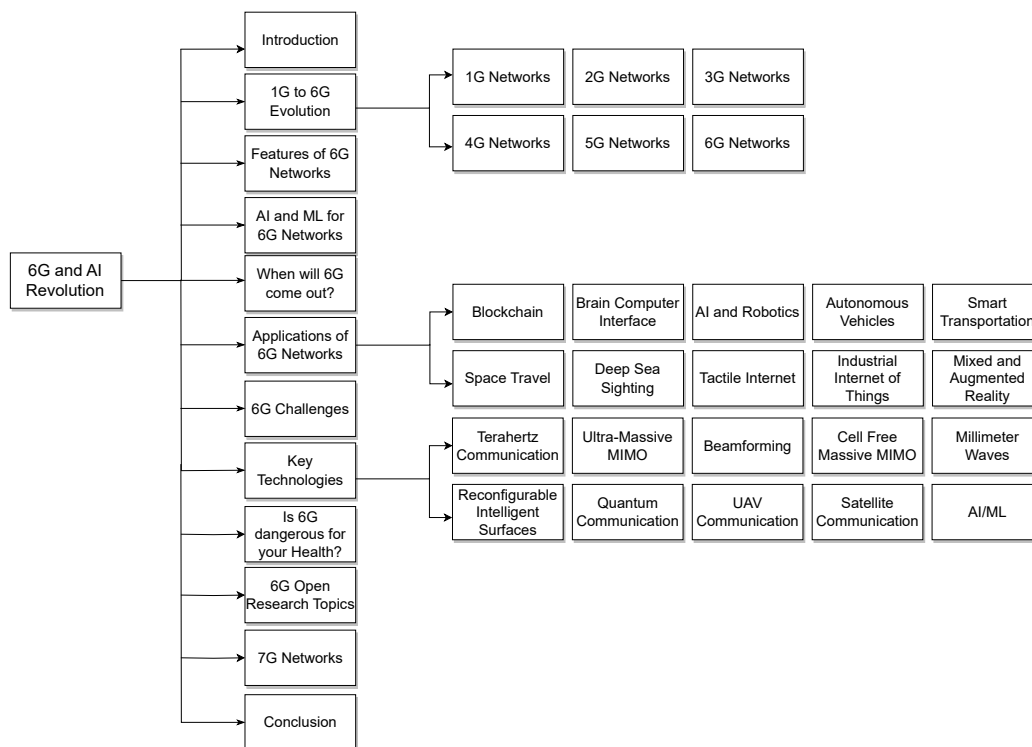 Introduction
1G to 6G
Evolution
1G Networks
2G Networks
3G Networks
4G Networks
5G Networks
6G Networks
Features of 6G
Networks
AI and ML for
6G Networks
6G and AI
Revolution
When will 6G
come out?
Applications of
6G Networks
Blockchain
Brain Computer
Interface
AI and Robotics
Autonomous
Vehicles
Smart
Transportation
Space Travel
Deep Sea
Sighting
Tactile Internet
Industrial
Internet of
Things
Mixed and
Augmented
Reality
6G Challenges
Key
Technologies
Terahertz
Communication
Ultra-Massive
MIMO
Beamforming
Cell Free
Massive MIMO
Millimeter
Waves
Reconfigurable
Intelligent
Surfaces
Quantum
Communication
UAV
Communication
Satellite
Communication
AI/ML
Is 6G
dangerous for
your Health?
6G Open
Research Topics
7G Networks
Conclusion